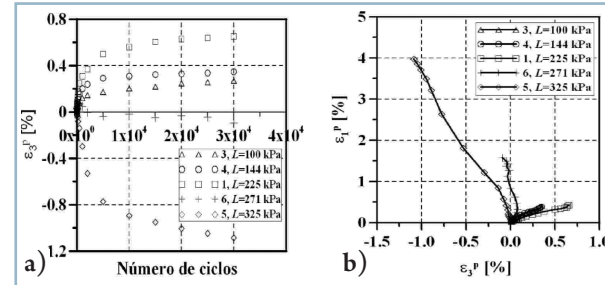 ε₃ᵖ [%]
0.8
0.4
0
-0.4
-0.8
-1.2
0x10⁰
1x10⁴
2x10⁴
3x10⁴
4x10⁴
3, L=100 kPa
4, L=144 kPa
1, L=225 kPa
6, L=271 kPa
5, L=325 kPa
Número de ciclos
a)
ε₁ᵖ [%]
5
4
3
2
1
0
-1.5
-1.0
-0.5
0.0
0.5
1.0
3, L=100 kPa
4, L=144 kPa
1, L=225 kPa
6, L=271 kPa
5, L=325 kPa
ε₃ᵖ [%]
b)